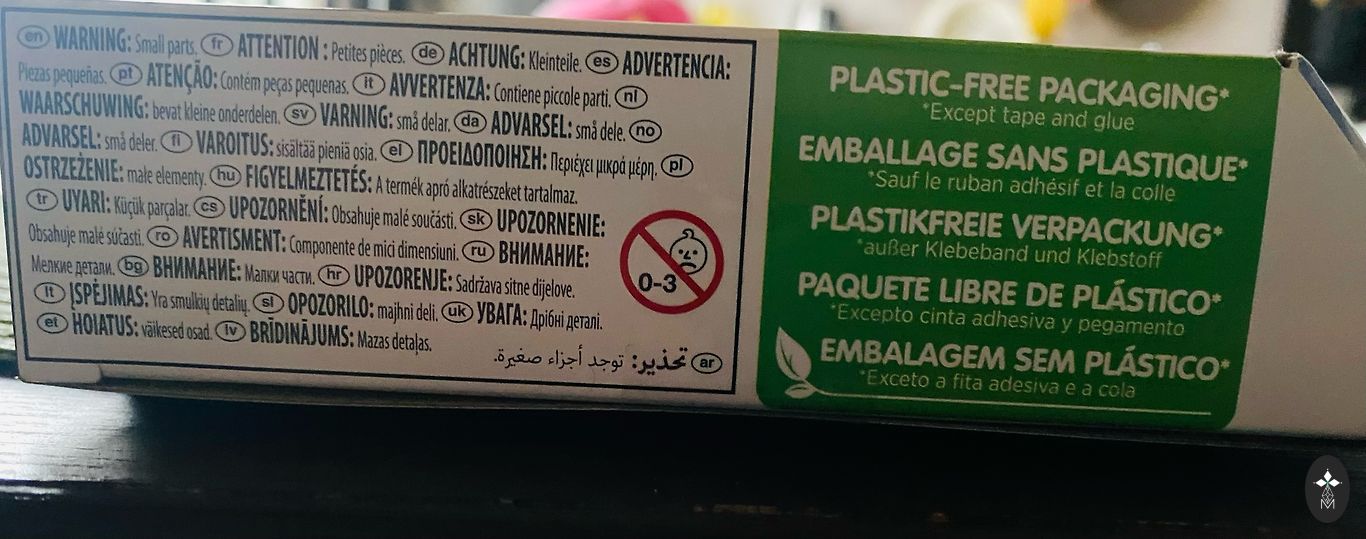 en WARNING: Small parts. fr ATTENTION : Petites pièces. de ACHTUNG: Kleinteile. es ADVERTENCIA:
Piezas pequeñas. pt ATENÇÃO: Contém peças pequenas. it AVVERTENZA: Contiene piccole parti. nl
WAARSCHUWING: bevat kleine onderdelen. sv VARNING: små delar. da ADVARSEL: små dele. no
ADVARSEL: små deler. fi VAROITUS: sisältää pieniä osia. el ΠΡΟΕΙΔΟΠΟΙΗΣΗ: Περιέχει μικρά μέρη. pl
OSTRZEŻENIE: małe elementy. hu FIGYELMEZTETÉS: A termék apró alkatrészeket tartalmaz.
tr UYARI: Küçük parçalar. cs UPOZORNĚNÍ: Obsahuje malé součásti. sk UPOZORNENIE:
Obsahuje malé súčasti. ro AVERTISMENT: Componente de mici dimensiuni. ru ВНИМАНИЕ:
Мелкие детали. bg ВНИМАНИЕ: Малки части. hr UPOZORENJE: Sadržava sitne dijelove.
lt ĮSPĖJIMAS: Yra smulkių detalių. sl OPOZORILO: majhni deli. uk УВАГА: Дрібні деталі.
et HOIATUS: väikesed osad. lv BRĪDINĀJUMS: Mazas detaļas.
ar تحذير: توجد أجزاء صغيرة.
0-3
PLASTIC-FREE PACKAGING*
*Except tape and glue
EMBALLAGE SANS PLASTIQUE*
*Sauf le ruban adhésif et la colle
PLASTIKFREIE VERPACKUNG*
*außer Klebeband und Klebstoff
PAQUETE LIBRE DE PLÁSTICO*
*Excepto cinta adhesiva y pegamento
EMBALAGEM SEM PLÁSTICO*
*Exceto a fita adesiva e a cola
M